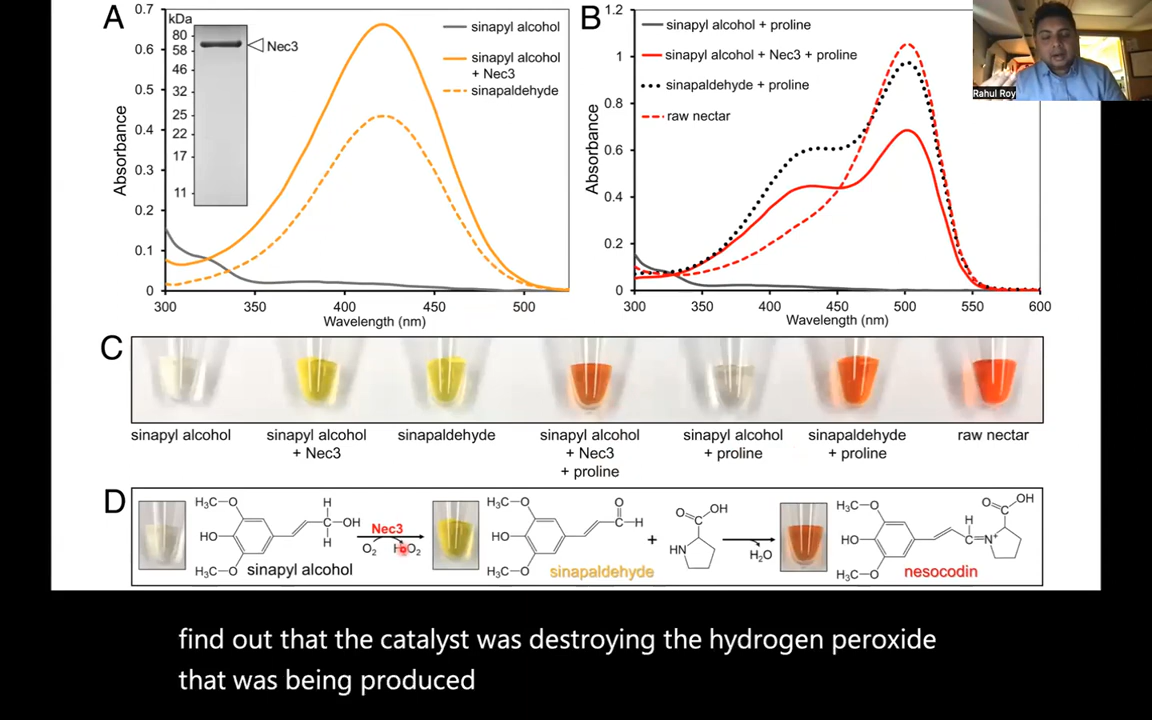 A
0.7
0.6
0.5
0.4
0.3
0.2
0.1
0
300
350
400
450
500
Wavelength (nm)
Absorbance
kDa
80
58
46
32
25
22
17
11
Nec3
sinapyl alcohol
sinapyl alcohol
+ Nec3
sinapaldehyde
B
1.2
1
0.8
0.6
0.4
0.2
0
300
350
400
450
500
550
600
Wavelength (nm)
Absorbance
sinapyl alcohol + proline
sinapyl alcohol + Nec3 + proline
sinapaldehyde + proline
raw nectar
Rahul Roy
C
sinapyl alcohol
sinapyl alcohol
+ Nec3
sinapaldehyde
sinapyl alcohol
+ Nec3
+ proline
sinapyl alcohol
+ proline
sinapaldehyde
+ proline
raw nectar
D
H₃C–O
HO
H₃C–O
H
C–OH
H
sinapyl alcohol
Nec3
O₂
H₂O₂
H₃C–O
HO
H₃C–O
O
C–H
sinapaldehyde
+
O
C
OH
HN
H₂O
H₃C–O
HO
H₃C–O
H
C=N⁺
O
C
OH
nesocodin
find out that the catalyst was destroying the hydrogen peroxide
that was being produced